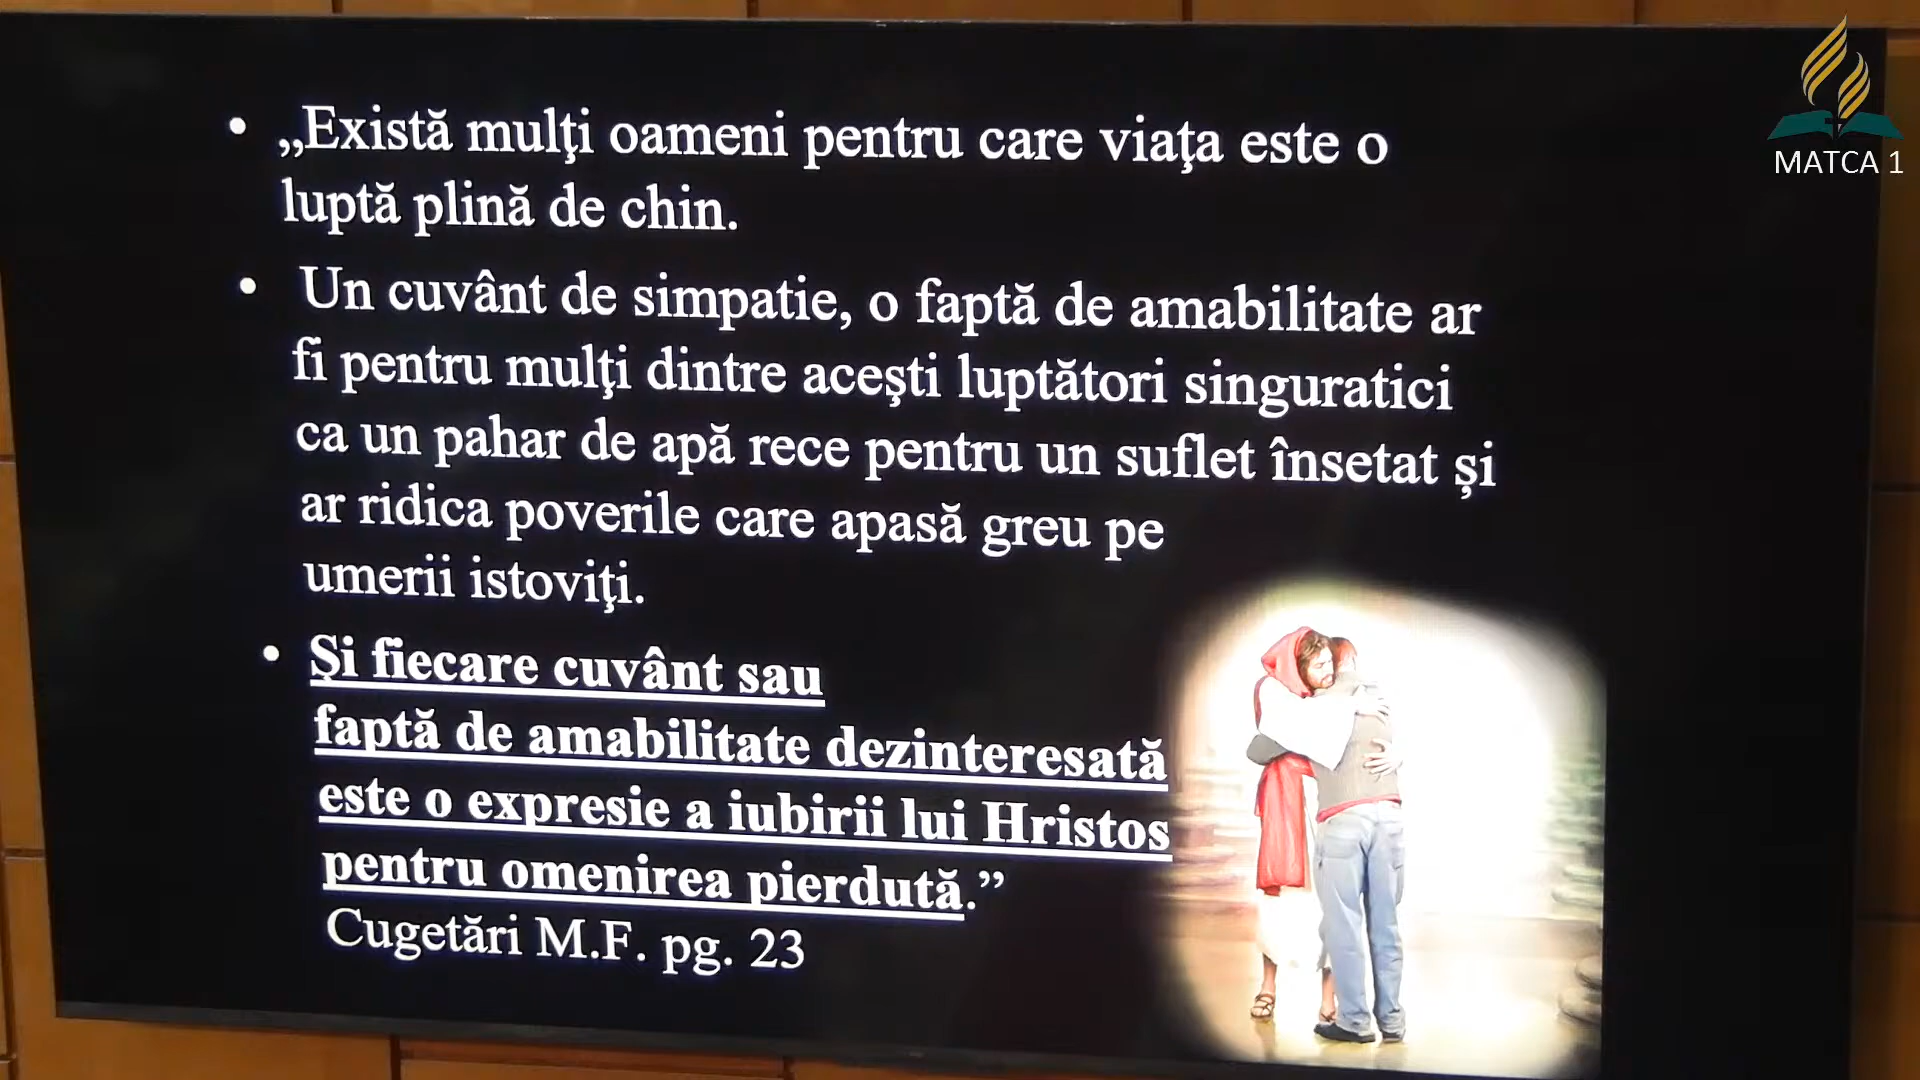 • „Există mulţi oameni pentru care viaţa este o
luptă plină de chin.
• Un cuvânt de simpatie, o faptă de amabilitate ar
fi pentru mulţi dintre aceşti luptători singuratici
ca un pahar de apă rece pentru un suflet însetat și
ar ridica poverile care apasă greu pe
umerii istoviţi.
• Şi fiecare cuvânt sau
faptă de amabilitate dezinteresată
este o expresie a iubirii lui Hristos
pentru omenirea pierdută.”
Cugetări M.F. pg. 23
MATCA 1